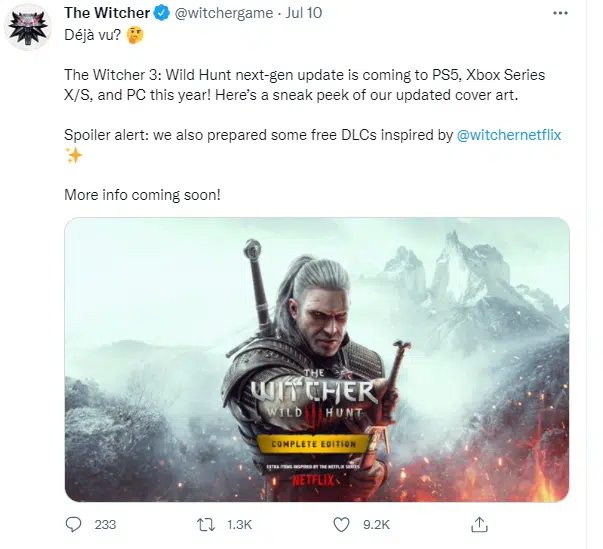 The Witcher @witchergame · Jul 10
Déjà vu? 🤔
The Witcher 3: Wild Hunt next-gen update is coming to PS5, Xbox Series
X/S, and PC this year! Here's a sneak peek of our updated cover art.
Spoiler alert: we also prepared some free DLCs inspired by @witchernetflix
✨
More info coming soon!
THE
WITCHER
WILD III HUNT
COMPLETE EDITION
EXTRA ITEMS INSPIRED BY THE NETFLIX SERIES
NETFLIX
233 1.3K 9.2K